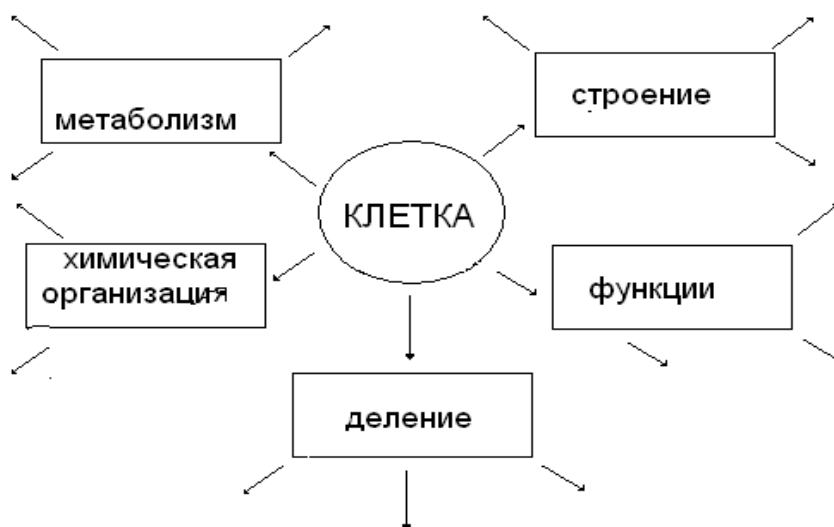 метаболизм
строение
КЛЕТКА
химическая
организация
функции
деление